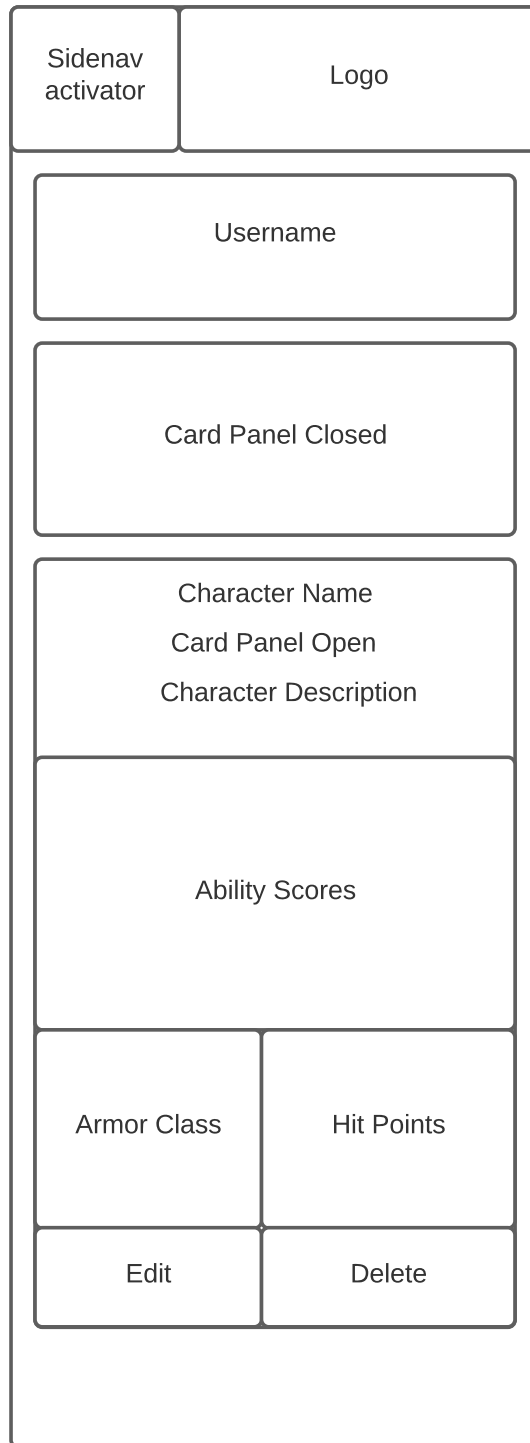 Sidenav
activator
Logo
Username
Card Panel Closed
Character Name
Card Panel Open
Character Description
Ability Scores
Armor Class
Hit Points
Edit
Delete